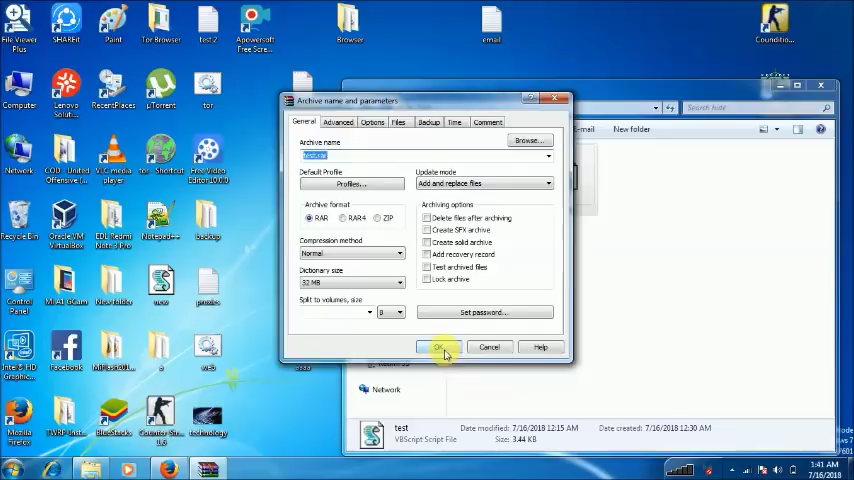 File Viewer
Plus
SHAREit
Paint
Tor Browser
test 2
Apowersoft
Free Scre...
Browser
email
Coundition...
Computer
Lenovo
Soluti...
RecentPlaces
µTorrent
tor
Network
COD - United
Offensive (...
VLC media
player
tor - Shortcut
Free Video
Editor 10.0.0
Recycle Bin
Oracle VM
VirtualBox
EDL Redmi
Note 3
Notepad++
backup
Control
Panel
Mi A1 GCam
New folder
new
proxies
Intel® HD
Graphic...
Facebook
a
web
Mozilla
Firefox
TWRP Inst...
BlueStacks
Counter Str...
1.6
technology
aaaa
Search hide
E-mail
New folder
Archive name and parameters
General
Advanced
Options
Files
Backup
Time
Comment
Archive name
Browse...
test.rar
Default Profile
Profiles...
Update mode
Add and replace files
Archive format
RAR
RAR4
ZIP
Archiving options
Delete files after archiving
Create SFX archive
Create solid archive
Add recovery record
Test archived files
Lock archive
Compression method
Normal
Dictionary size
32 MB
Split to volumes, size
B
Set password...
OK
Cancel
Help
Network
test
VBScript Script File
Date modified: 7/16/2018 12:15 AM
Size: 3.44 KB
Date created: 7/16/2018 12:30 AM
1:41 AM
7/16/2018